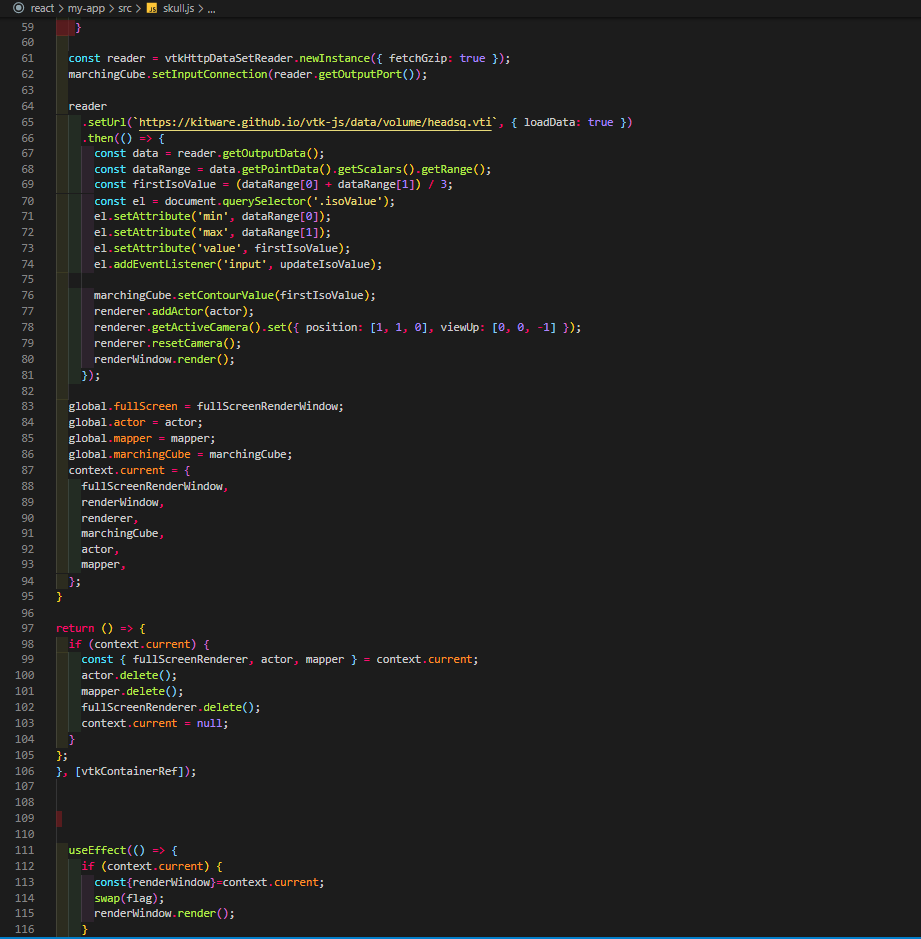 react > my-app > src > JS skull.js > ...
59 }
60
61 const reader = vtkHttpDataSetReader.newInstance({ fetchGzip: true });
62 marchingCube.setInputConnection(reader.getOutputPort());
63
64 reader
65 .setUrl(`https://kitware.github.io/vtk-js/data/volume/headsq.vti`, { loadData: true })
66 .then(() => {
67 const data = reader.getOutputData();
68 const dataRange = data.getPointData().getScalars().getRange();
69 const firstIsoValue = (dataRange[0] + dataRange[1]) / 3;
70 const el = document.querySelector('.isoValue');
71 el.setAttribute('min', dataRange[0]);
72 el.setAttribute('max', dataRange[1]);
73 el.setAttribute('value', firstIsoValue);
74 el.addEventListener('input', updateIsoValue);
75
76 marchingCube.setContourValue(firstIsoValue);
77 renderer.addActor(actor);
78 renderer.getActiveCamera().set({ position: [1, 1, 0], viewUp: [0, 0, -1] });
79 renderer.resetCamera();
80 renderWindow.render();
81 });
82
83 global.fullScreen = fullScreenRenderWindow;
84 global.actor = actor;
85 global.mapper = mapper;
86 global.marchingCube = marchingCube;
87 context.current = {
88 fullScreenRenderWindow,
89 renderWindow,
90 renderer,
91 marchingCube,
92 actor,
93 mapper,
94 };
95 }
96
97 return () => {
98 if (context.current) {
99 const { fullScreenRenderer, actor, mapper } = context.current;
100 actor.delete();
101 mapper.delete();
102 fullScreenRenderer.delete();
103 context.current = null;
104 }
105 };
106 }, [vtkContainerRef]);
107
108
109
110
111 useEffect(() => {
112 if (context.current) {
113 const{renderWindow}=context.current;
114 swap(flag);
115 renderWindow.render();
116 }